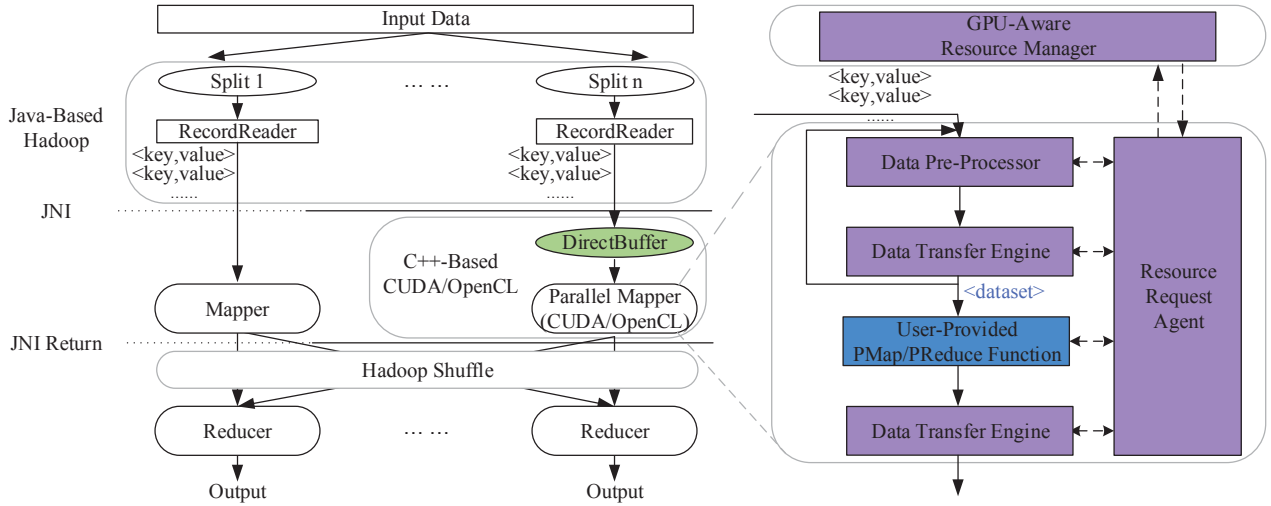 Input Data
Split 1
… …
Split n
Java-Based
Hadoop
RecordReader
RecordReader
<key,value>
<key,value>
......
<key,value>
<key,value>
......
JNI
DirectBuffer
C++-Based
CUDA/OpenCL
Mapper
Parallel Mapper
(CUDA/OpenCL)
JNI Return
Hadoop Shuffle
Reducer
… …
Reducer
Output
Output
GPU-Aware
Resource Manager
<key,value>
<key,value>
......
Data Pre-Processor
Data Transfer Engine
<dataset>
User-Provided
PMap/PReduce Function
Data Transfer Engine
Resource
Request
Agent